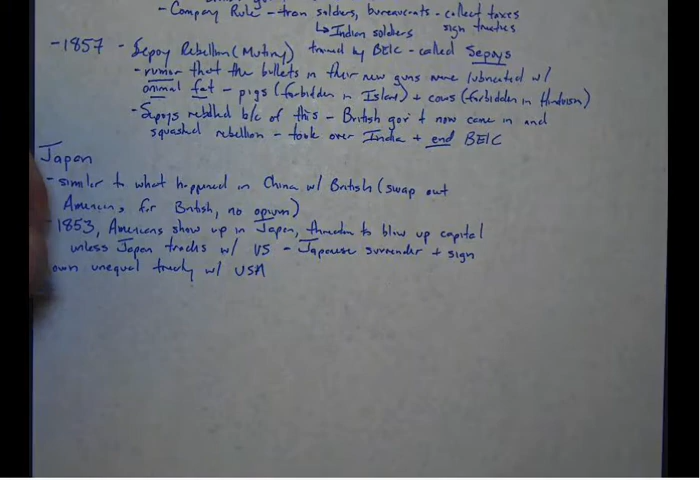 - Company Rule - train solders, bureaucrats - collect taxes
sign treaties
↳ Indian soldiers
- 1857 - Sepoy Rebellion (Mutiny) trained by BEIC - called Sepoys
- rumor that the bullets in their new guns were lubricated w/
animal fat - pigs (forbidden in Islam) + cows (forbidden in Hinduism)
- Sepoys rebelled b/c of this - British gov't now come in and
squashed rebellion - took over India + end BEIC
Japan
- similar to what happened in China w/ British (swap out
Americans for British, no opium)
- 1853, Americans show up in Japan, threaten to blow up capital
unless Japan trades w/ US - Japanese surrender + sign
own unequal treaty w/ USA